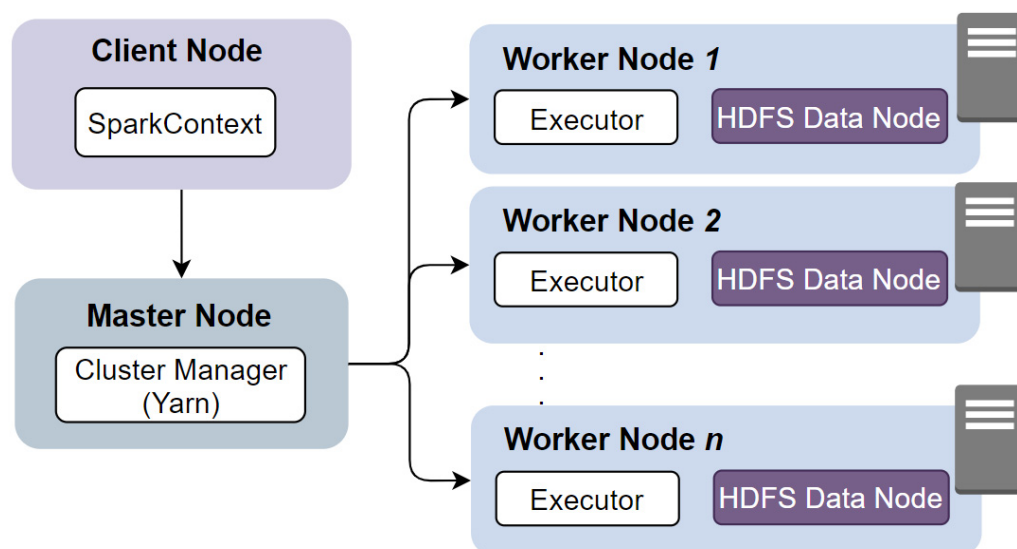 Client Node
SparkContext
Master Node
Cluster Manager
(Yarn)
Worker Node 1
Executor
HDFS Data Node
Worker Node 2
Executor
HDFS Data Node
. . .
Worker Node n
Executor
HDFS Data Node